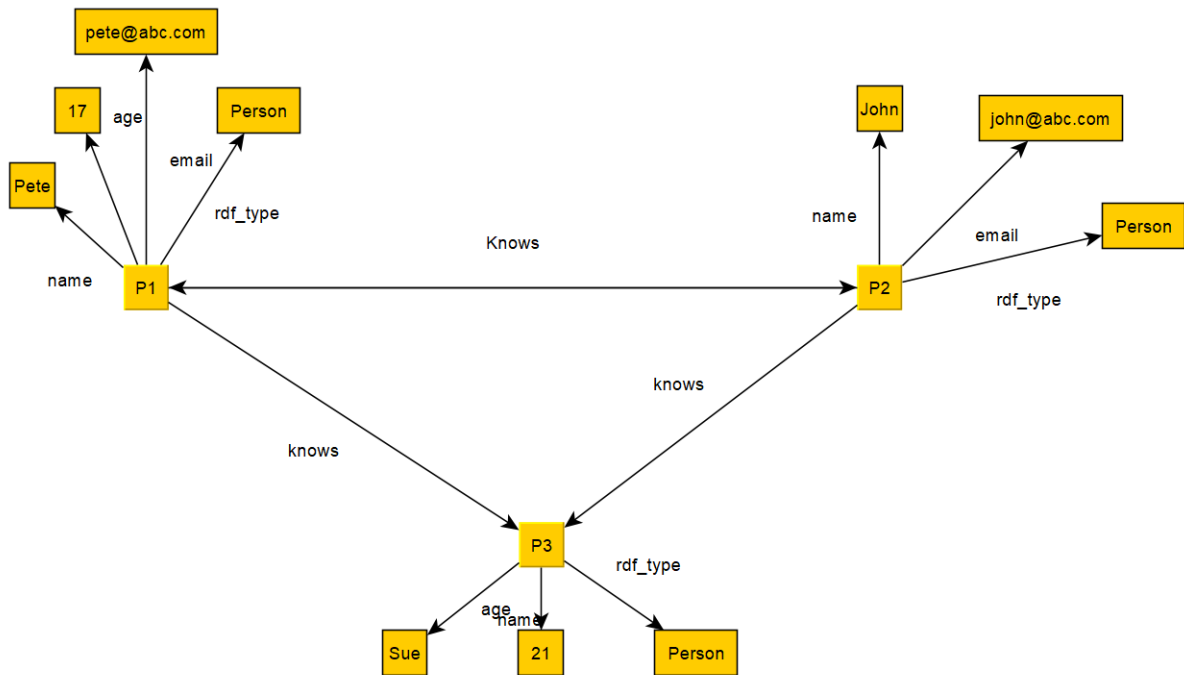 pete@abc.com
17
age
Person
email
Pete
rdf_type
name
P1
Knows
John
john@abc.com
name
email
Person
P2
rdf_type
knows
knows
P3
rdf_type
age
name
Sue
21
Person